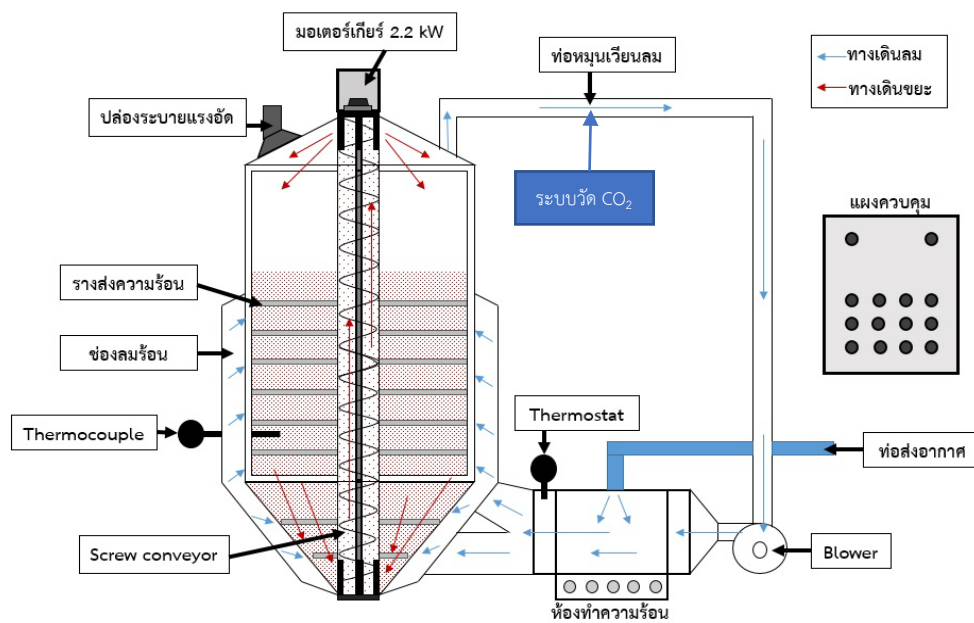 มอเตอร์เกียร์ 2.2 kW
ท่อหมุนเวียนลม
ทางเดินลม
ทางเดินขยะ
ปล่องระบายแรงอัด
ระบบวัด CO₂
แผงควบคุม
รางส่งความร้อน
ช่องลมร้อน
Thermocouple
Thermostat
ท่อส่งอากาศ
Screw conveyor
Blower
ห้องทำความร้อน